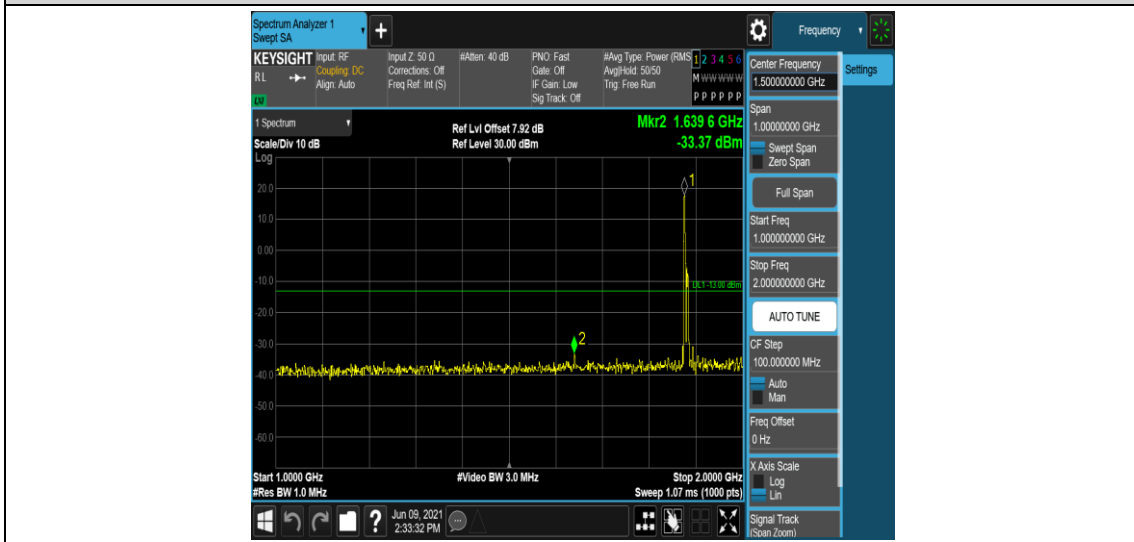 Spectrum Analyzer 1
Swept SA
+
Frequency
KEYSIGHT
RL
LXI
Input: RF
Coupling: DC
Align: Auto
Input Z: 50 Ω
Corrections: Off
Freq Ref: Int (S)
#Atten: 40 dB
PNO: Fast
Gate: Off
IF Gain: Low
Sig Track: Off
#Avg Type: Power (RMS
Avg|Hold: 50/50
Trig: Free Run
1 2 3 4 5 6
M W W W W W
P P P P P P
1 Spectrum
Scale/Div 10 dB
Log
Ref Lvl Offset 7.92 dB
Ref Level 30.00 dBm
Mkr2 1.639 6 GHz
-33.37 dBm
20.0
10.0
0.00
-10.0
-20.0
-30.0
-40.0
-50.0
-60.0
1
DL1 -13.00 dBm
2
Start 1.0000 GHz
#Res BW 1.0 MHz
#Video BW 3.0 MHz
Stop 2.0000 GHz
Sweep 1.07 ms (1000 pts)
?
Jun 09, 2021
2:33:32 PM
Center Frequency
1.50000000 GHz
Settings
Span
1.00000000 GHz
Swept Span
Zero Span
Full Span
Start Freq
1.000000000 GHz
Stop Freq
2.000000000 GHz
AUTO TUNE
CF Step
100.000000 MHz
Auto
Man
Freq Offset
0 Hz
X Axis Scale
Log
Lin
Signal Track
(Span Zoom)